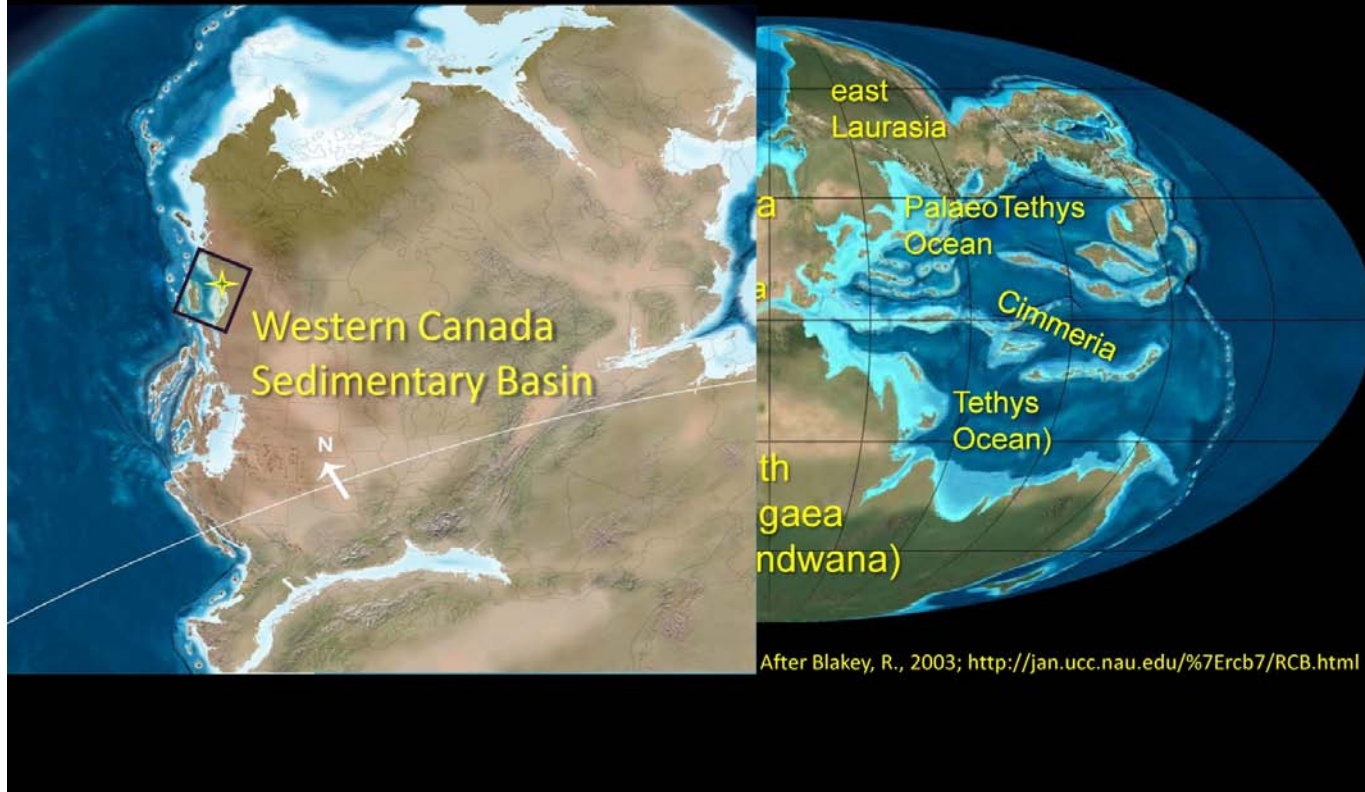 Western Canada
Sedimentary Basin
N
east
Laurasia
a
PalaeoTethys
Ocean
a
Cimmeria
Tethys
Ocean)
th
gaea
ndwana)
After Blakey, R., 2003; http://jan.ucc.nau.edu/%7Ercb7/RCB.html